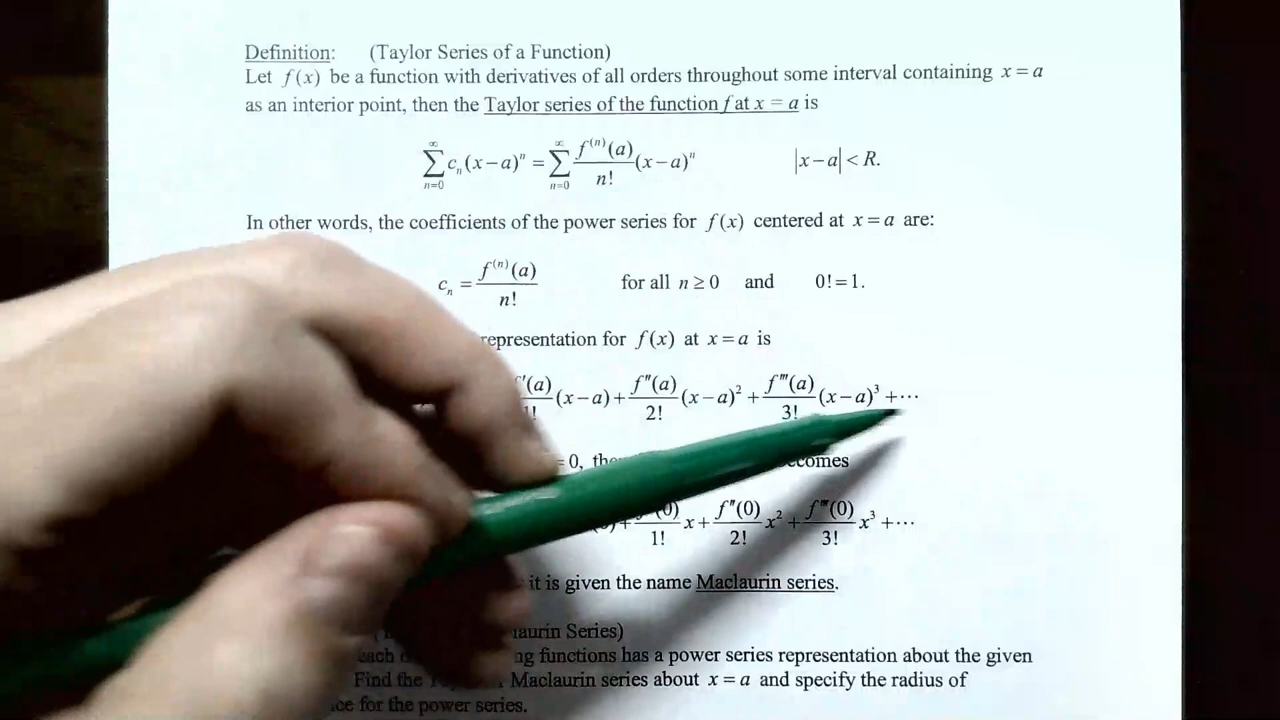 Definition: (Taylor Series of a Function)
Let f(x) be a function with derivatives of all orders throughout some interval containing x = a
as an interior point, then the Taylor series of the function f at x = a is
∑_{n=0}^{∞} c_n (x−a)^n = ∑_{n=0}^{∞} f^{(n)}(a)/n! (x−a)^n |x−a| < R.
In other words, the coefficients of the power series for f(x) centered at x = a are:
c_n = f^{(n)}(a)/n! for all n ≥ 0 and 0! = 1.
representation for f(x) at x = a is
'(a)/1! (x−a) + f''(a)/2! (x−a)^2 + f'''(a)/3! (x−a)^3 + ⋯
= 0,
(0)/1! x + f''(0)/2! x^2 + f'''(0)/3! x^3 + ⋯
it is given the name Maclaurin series.
Series)
functions has a power series representation about the given
Find the Maclaurin series about x = a and specify the radius of
for the power series.